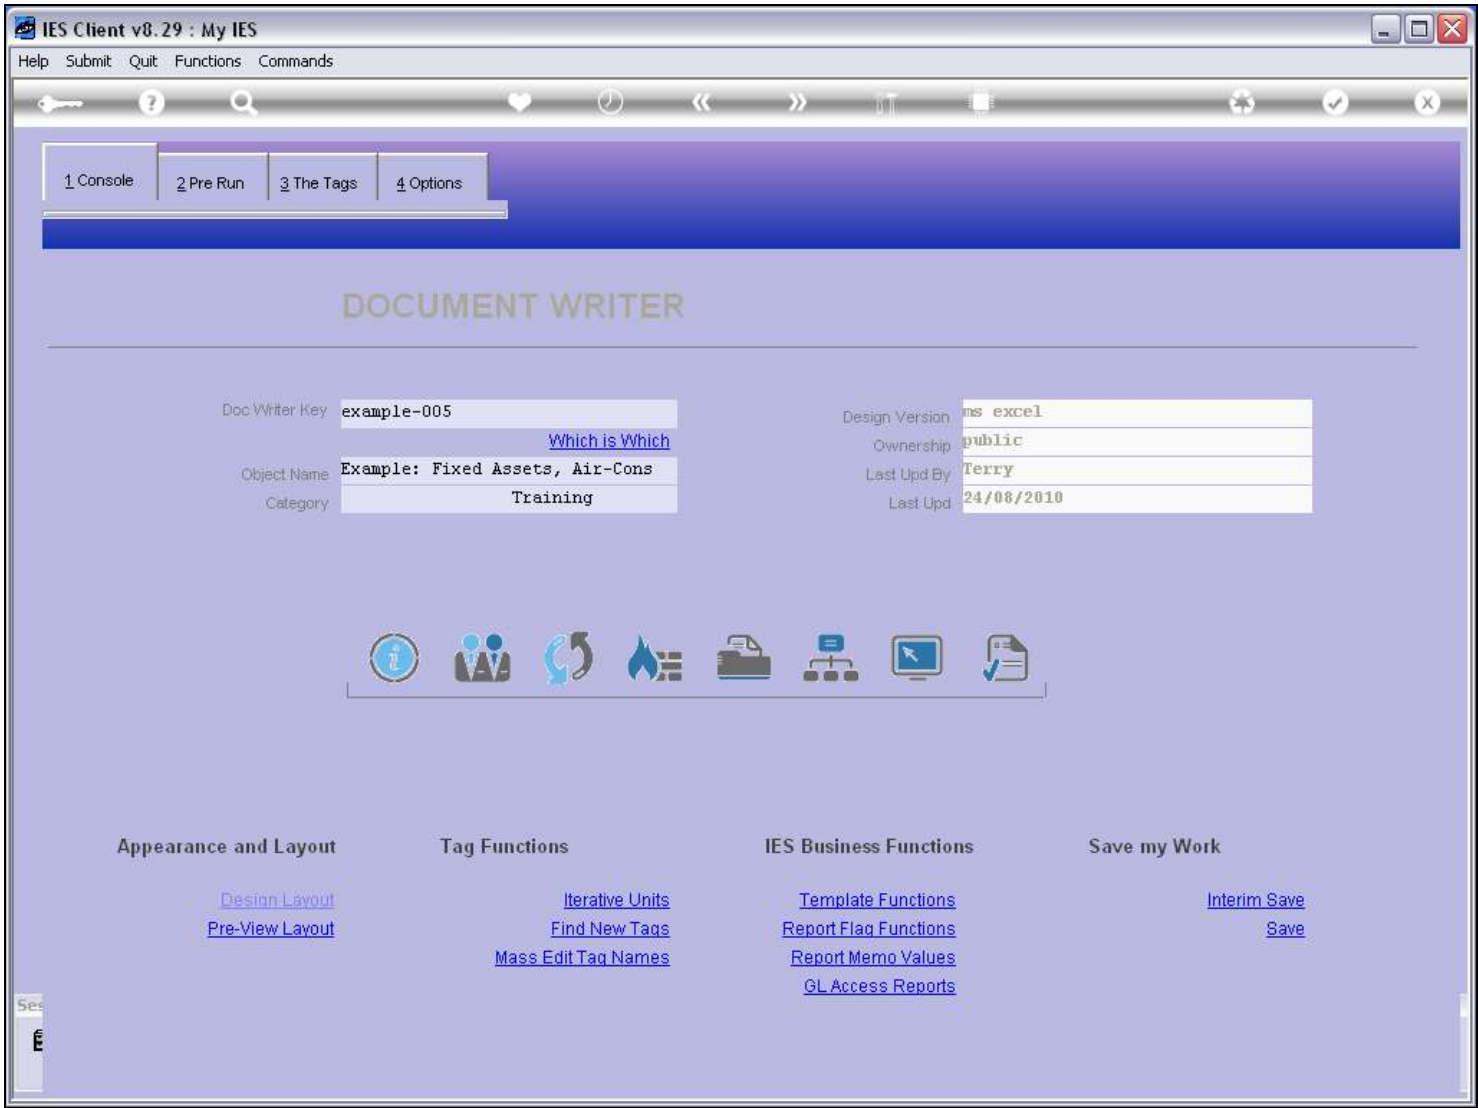 IES Client v8.29 : My IES
Help Submit Quit Functions Commands
1 Console 2 Pre Run 3 The Tags 4 Options
DOCUMENT WRITER
Doc Writer Key example-005
Which is Which
Object Name Example: Fixed Assets, Air-Cons
Category Training
Design Version ms excel
Ownership public
Last Upd By Terry
Last Upd 24/08/2010
Appearance and Layout
Design Layout
Pre-View Layout
Tag Functions
Iterative Units
Find New Tags
Mass Edit Tag Names
IES Business Functions
Template Functions
Report Flag Functions
Report Memo Values
GL Access Reports
Save my Work
Interim Save
Save